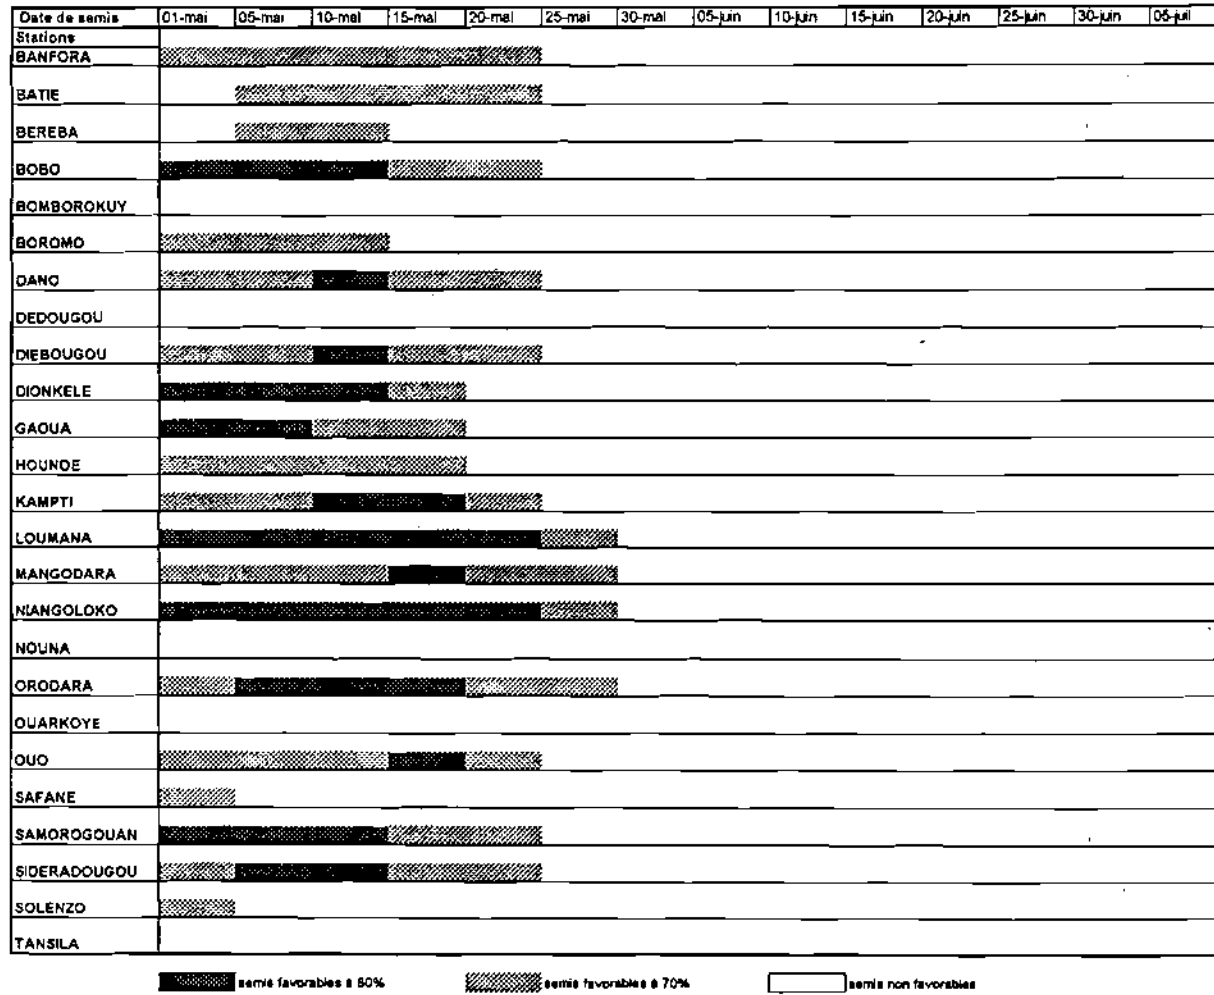 Date de semis 01-mai 05-mai 10-mai 15-mai 20-mai 25-mai 30-mai 05-juin 10-juin 15-juin 20-juin 25-juin 30-juin 05-juil
Stations
BANFORA
BATIE
BEREBA
BOBO
BOMBOROKUY
BOROMO
DANO
DEDOUGOU
DIEBOUGOU
DIONKELE
GAOUA
HOUNDE
KAMPTI
LOUMANA
MANGODARA
NIANGOLOKO
NOUNA
ORODARA
OUARKOYE
OUO
SAFANE
SAMOROGOUAN
SIDERADOUGOU
SOLENZO
TANSILA
semis favorables à 80% semis favorables à 70% semis non favorables